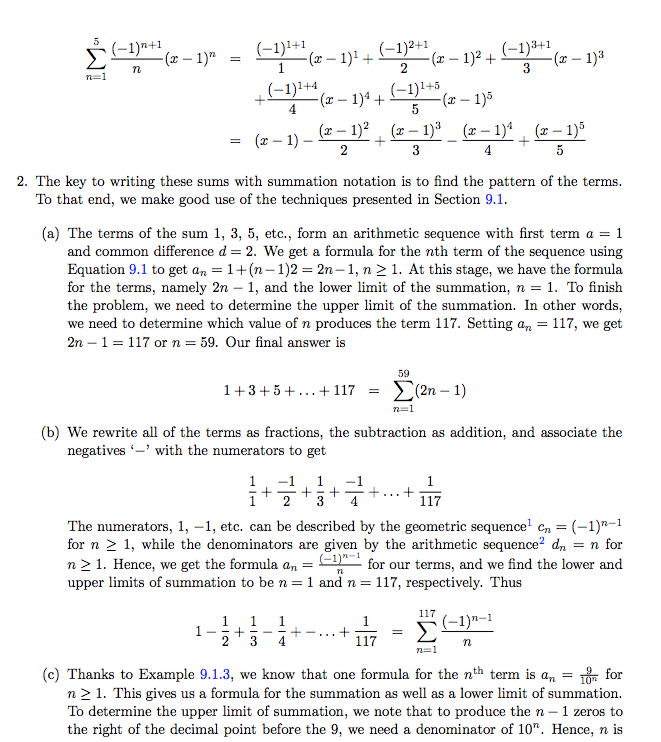 \sum_{n=1}^{5} \frac{(-1)^{n+1}}{n}(x-1)^n = \frac{(-1)^{1+1}}{1}(x-1)^1 + \frac{(-1)^{2+1}}{2}(x-1)^2 + \frac{(-1)^{3+1}}{3}(x-1)^3
+\frac{(-1)^{1+4}}{4}(x-1)^4 + \frac{(-1)^{1+5}}{5}(x-1)^5
= (x-1) - \frac{(x-1)^2}{2} + \frac{(x-1)^3}{3} - \frac{(x-1)^4}{4} + \frac{(x-1)^5}{5}
2. The key to writing these sums with summation notation is to find the pattern of the terms.
To that end, we make good use of the techniques presented in Section 9.1.
(a) The terms of the sum 1, 3, 5, etc., form an arithmetic sequence with first term a = 1
and common difference d = 2. We get a formula for the nth term of the sequence using
Equation 9.1 to get a_n = 1+(n−1)2 = 2n−1, n ≥ 1. At this stage, we have the formula
for the terms, namely 2n − 1, and the lower limit of the summation, n = 1. To finish
the problem, we need to determine the upper limit of the summation. In other words,
we need to determine which value of n produces the term 117. Setting a_n = 117, we get
2n − 1 = 117 or n = 59. Our final answer is
1 + 3 + 5 + ... + 117 = \sum_{n=1}^{59}(2n − 1)
(b) We rewrite all of the terms as fractions, the subtraction as addition, and associate the
negatives ‘−’ with the numerators to get
\frac{1}{1} + \frac{-1}{2} + \frac{1}{3} + \frac{-1}{4} + ... + \frac{1}{117}
The numerators, 1, −1, etc. can be described by the geometric sequence¹ c_n = (−1)^{n−1}
for n ≥ 1, while the denominators are given by the arithmetic sequence² d_n = n for
n ≥ 1. Hence, we get the formula a_n = \frac{(-1)^{n-1}}{n} for our terms, and we find the lower and
upper limits of summation to be n = 1 and n = 117, respectively. Thus
1 − \frac{1}{2} + \frac{1}{3} − \frac{1}{4} + − ... + \frac{1}{117} = \sum_{n=1}^{117} \frac{(-1)^{n-1}}{n}
(c) Thanks to Example 9.1.3, we know that one formula for the n^{th} term is a_n = \frac{9}{10^n} for
n ≥ 1. This gives us a formula for the summation as well as a lower limit of summation.
To determine the upper limit of summation, we note that to produce the n − 1 zeros to
the right of the decimal point before the 9, we need a denominator of 10^n. Hence, n is